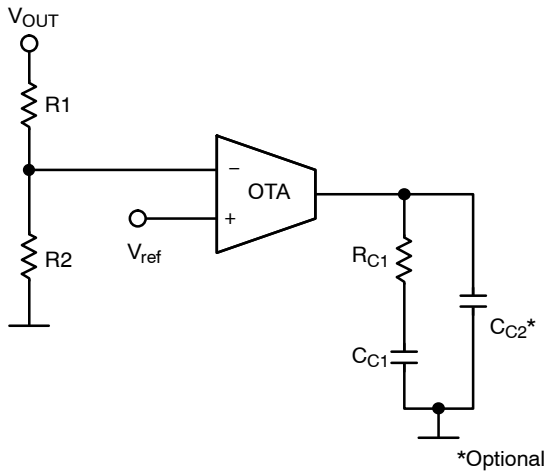 VOUT
R1
−
OTA
+
Vref
R2
RC1
CC2*
CC1
*Optional